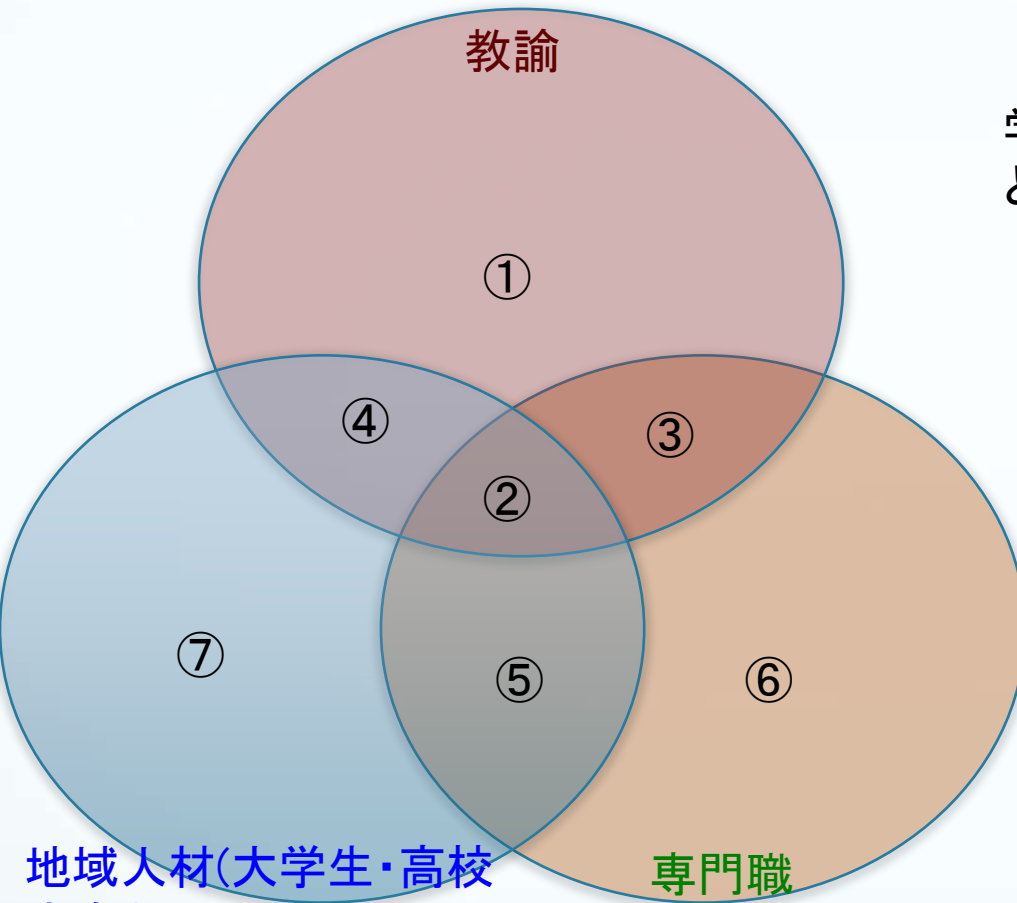 教諭
①
④
③
②
⑦
⑤
⑥
地域人材(大学生・高校
専門職